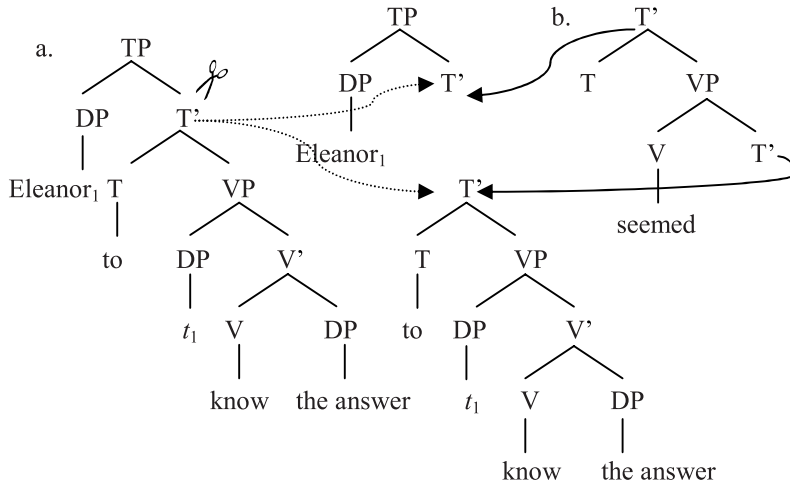 a. TP TP b. T’
DP T’ DP T’ T VP
Eleanor₁ T VP Eleanor₁ T’ V T’
to DP V’ T VP seemed
t₁ V DP to DP V’
know the answer t₁ V DP
know the answer